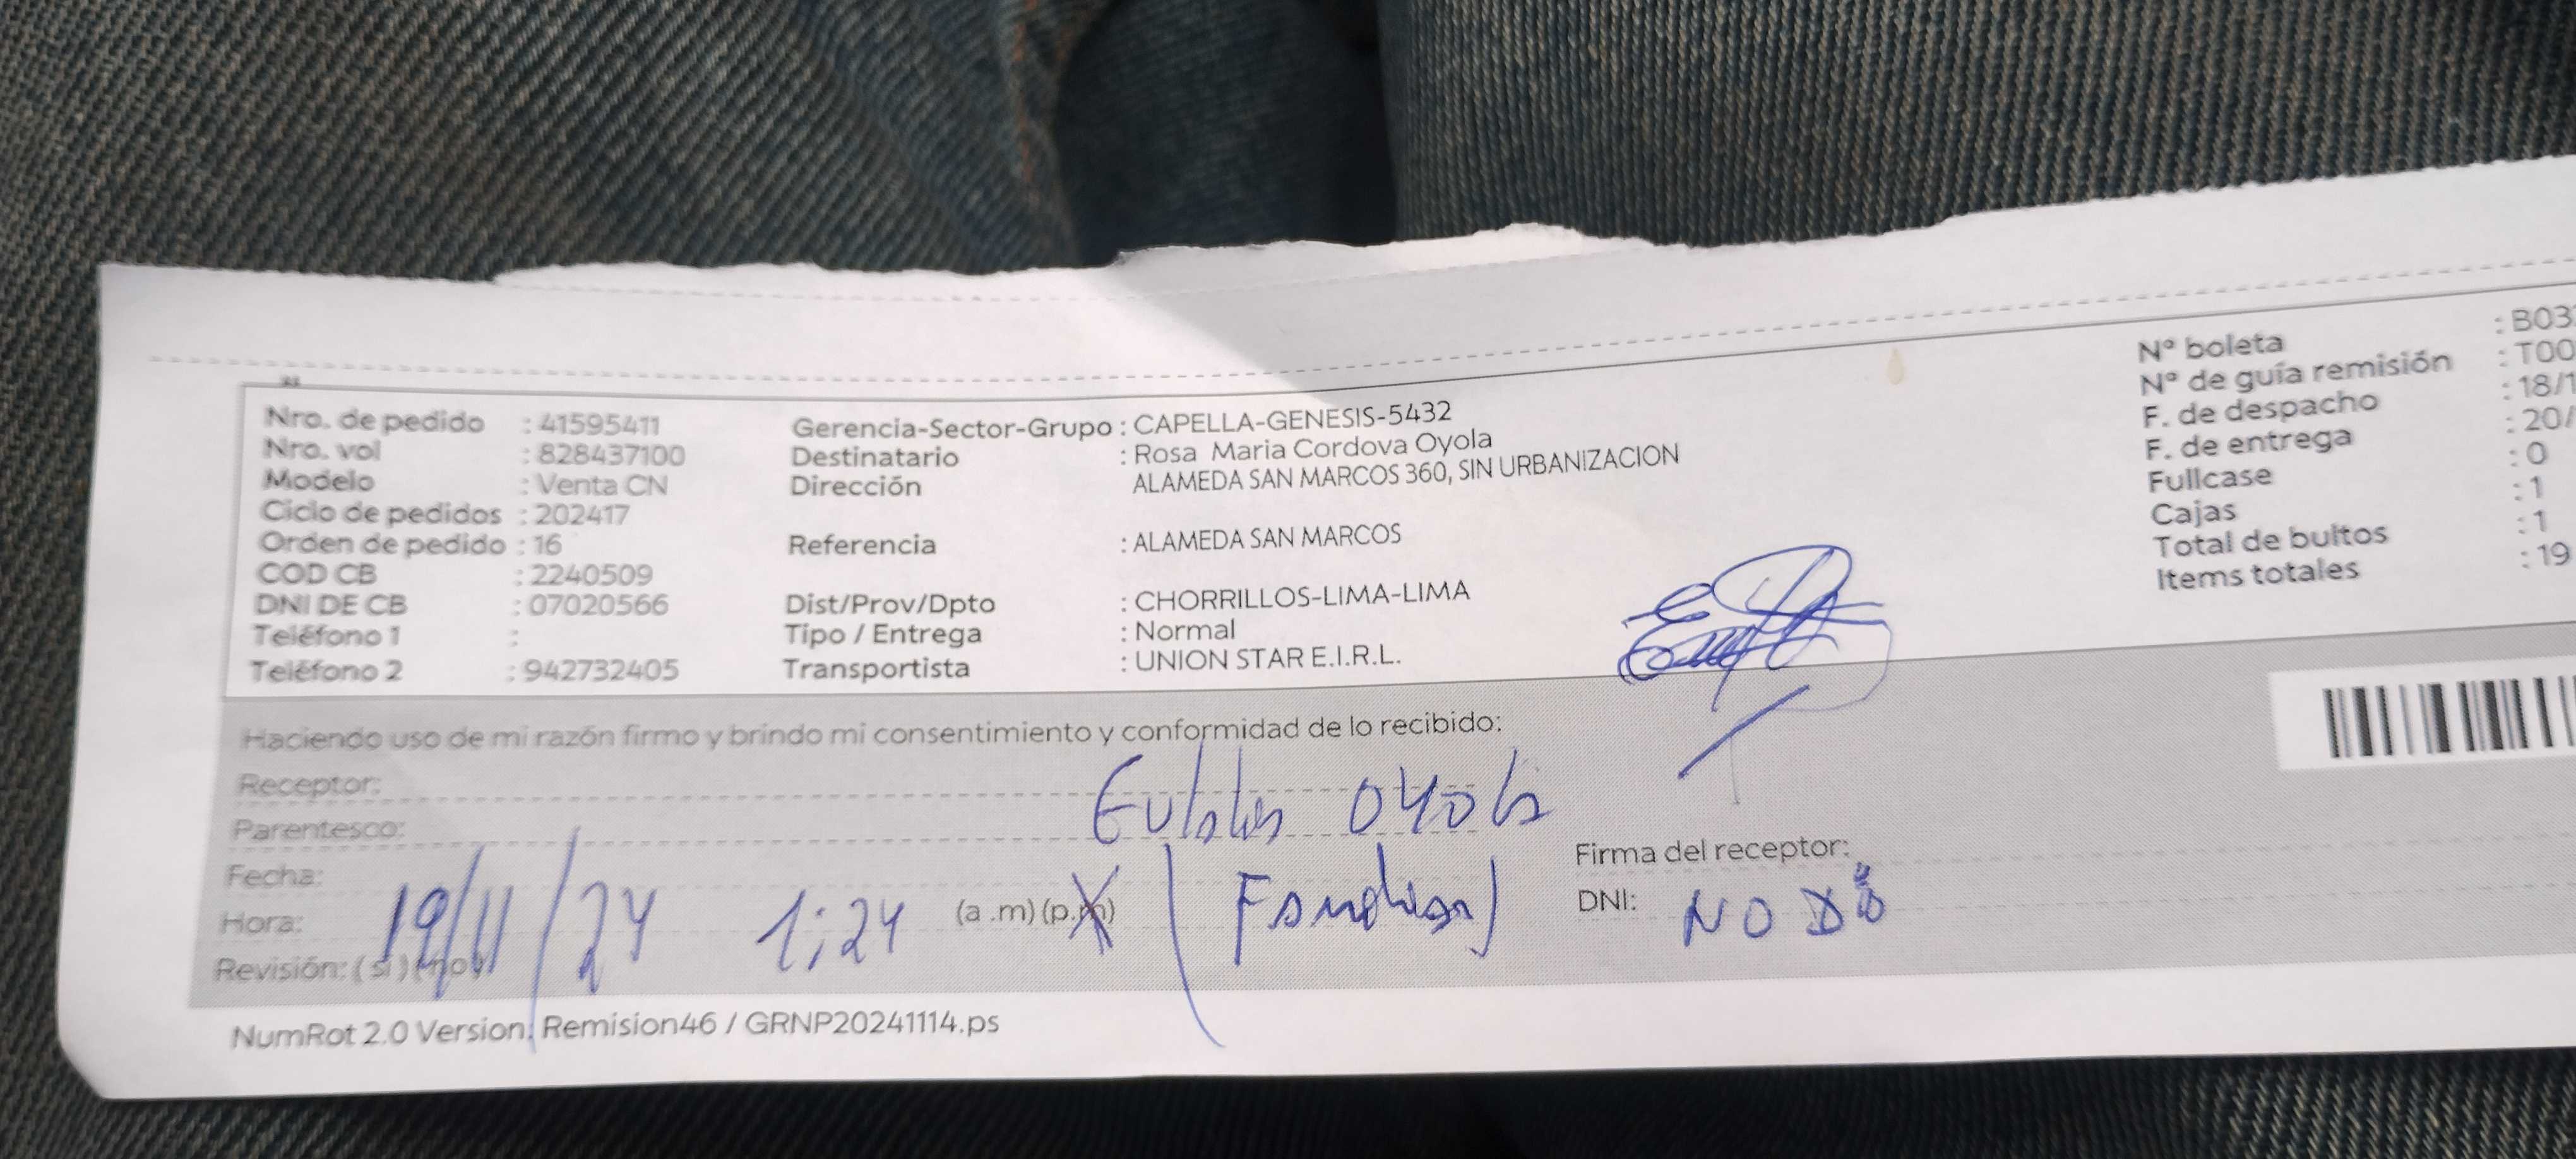 Nro. de pedido : 41595411
Nro. vol : 828437100
Modelo : Venta CN
Ciclo de pedidos : 202417
Orden de pedido : 16
COD CB : 2240509
DNI DE CB : 07020566
Teléfono 1 :
Teléfono 2 : 942732405
Gerencia-Sector-Grupo : CAPELLA-GENESIS-5432
Destinatario : Rosa Maria Cordova Oyola
Dirección ALAMEDA SAN MARCOS 360, SIN URBANIZACION
Referencia : ALAMEDA SAN MARCOS
Dist/Prov/Dpto : CHORRILLOS-LIMA-LIMA
Tipo / Entrega : Normal
Transportista : UNION STAR E.I.R.L.
Nº boleta : B03
Nº de guía remisión : T00
F. de despacho : 18/1
F. de entrega : 20/
Fullcase : 0
Cajas : 1
Total de bultos : 1
Items totales : 19
Haciendo uso de mi razón firmo y brindo mi consentimiento y conformidad de lo recibido:
Receptor:
Parentesco: OYOLA
Fecha:
Hora: 19/11/24 1:24 (a .m) (p.m)
Revisión: ( si ) ( no )
Firma del receptor:
DNI: NO DÓ
NumRot 2.0 Version: Remision46 / GRNP20241114.ps